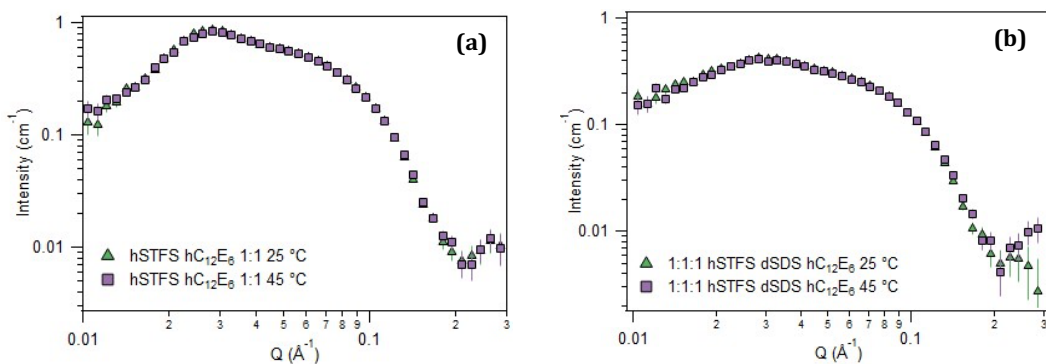 (a)
1
0.1
0.01
Intensity (cm⁻¹)
hSTFS hC₁₂E₆ 1:1 25 °C
hSTFS hC₁₂E₆ 1:1 45 °C
0.01 2 3 4 5 6 7 8 9 0.1 2 3
Q (Å⁻¹)
(b)
1
0.1
0.01
Intensity (cm⁻¹)
1:1:1 hSTFS dSDS hC₁₂E₆ 25 °C
1:1:1 hSTFS dSDS hC₁₂E₆ 45 °C
0.01 2 3 4 5 6 7 8 9 0.1 2 3
Q (Å⁻¹)